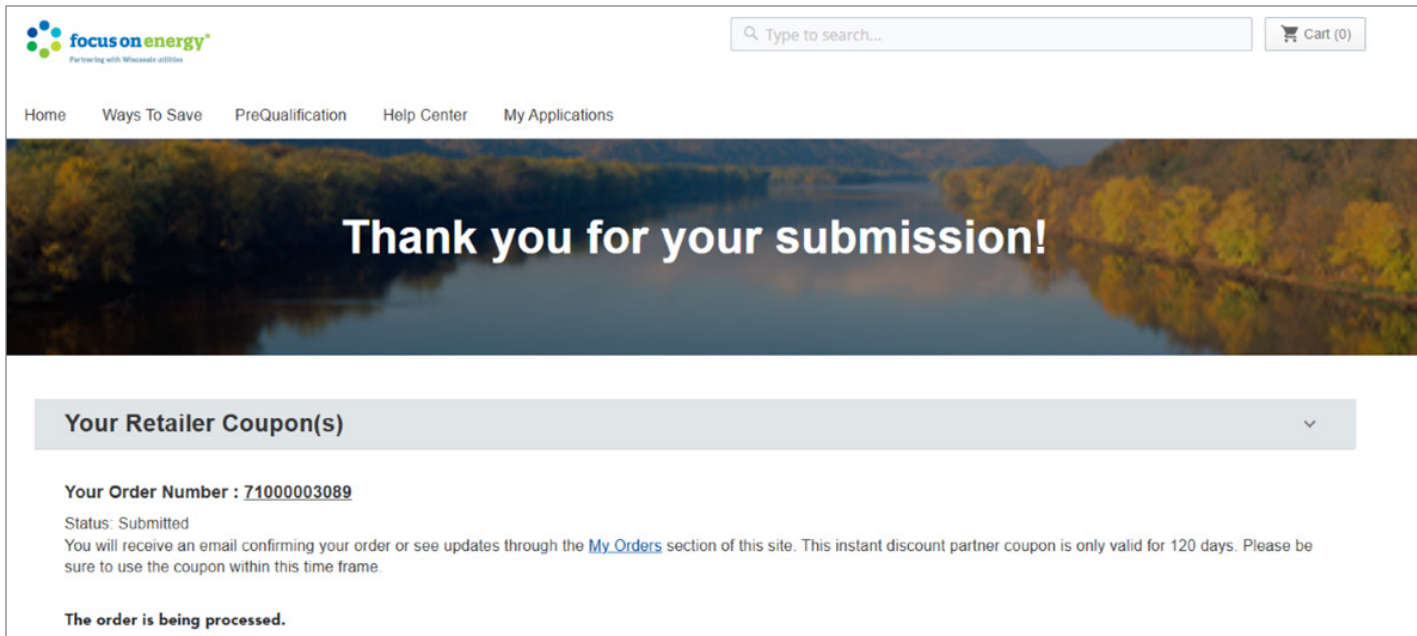 focus on energy®
Partnering with Wisconsin utilities
Type to search...
Cart (0)
Home Ways To Save PreQualification Help Center My Applications
Thank you for your submission!
Your Retailer Coupon(s)
Your Order Number : 71000003089
Status: Submitted
You will receive an email confirming your order or see updates through the My Orders section of this site. This instant discount partner coupon is only valid for 120 days. Please be
sure to use the coupon within this time frame.
The order is being processed.